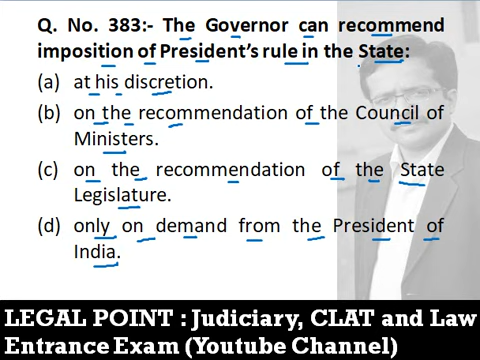 Q. No. 383:- The Governor can recommend
imposition of President's rule in the State:
(a) at his discretion.
(b) on the recommendation of the Council of
Ministers.
(c) on the recommendation of the State
Legislature.
(d) only on demand from the President of
India.
LEGAL POINT : Judiciary, CLAT and Law
Entrance Exam (Youtube Channel)